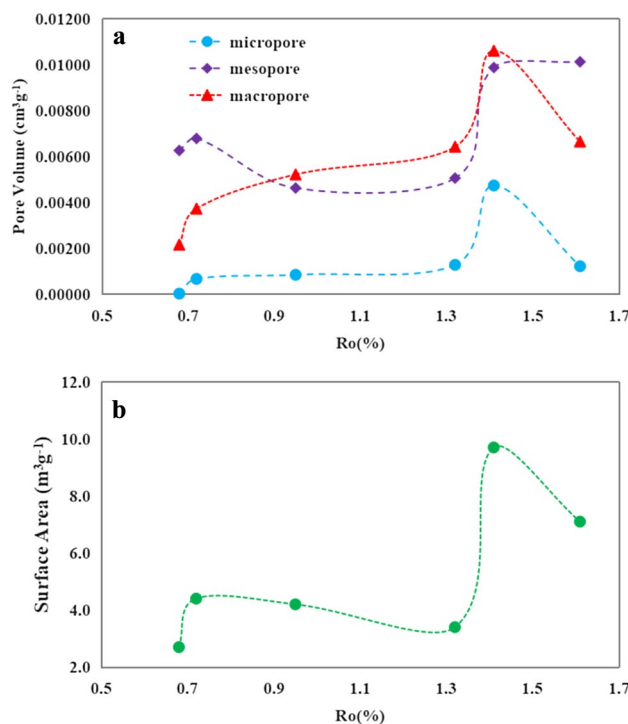 a
micropore
mesopore
macropore
Pore Volume (cm³g⁻¹)
0.01200
0.01000
0.00800
0.00600
0.00400
0.00200
0.00000
0.5 0.7 0.9 1.1 1.3 1.5 1.7
Ro(%)
b
Surface Area (m³g⁻¹)
12.0
10.0
8.0
6.0
4.0
2.0
0.5 0.7 0.9 1.1 1.3 1.5 1.7
Ro(%)